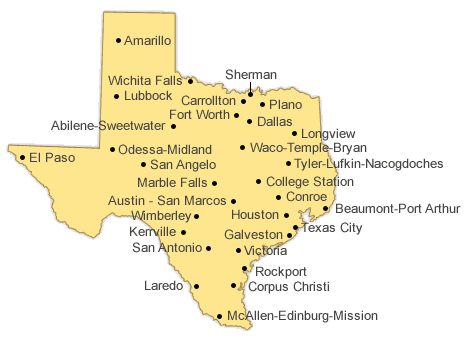 Amarillo
Sherman
Wichita Falls
Lubbock
Carrollton
Plano
Fort Worth
Dallas
Abilene-Sweetwater
Longview
Waco-Temple-Bryan
Odessa-Midland
El Paso
San Angelo
Tyler-Lufkin-Nacogdoches
Marble Falls
College Station
Conroe
Austin - San Marcos
Beaumont-Port Arthur
Wimberley
Houston
Texas City
Kerrville
Galveston
San Antonio
Victoria
Rockport
Laredo
Corpus Christi
McAllen-Edinburg-Mission